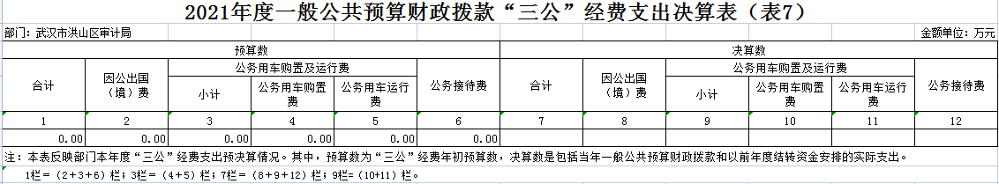 2021年度一般公共预算财政拨款“三公”经费支出决算表（表7）
部门：武汉市洪山区审计局 金额单位：万元
预算数 决算数
合计 因公出国（境）费 公务用车购置及运行费 公务接待费 合计 因公出国（境）费 公务用车购置及运行费 公务接待费
小计 公务用车购置费 公务用车运行费 小计 公务用车购置费 公务用车运行费
1 2 3 4 5 6 7 8 9 10 11 12
0.00 0.00 0.00 0.00 0.00 0.00
注：本表反映部门本年度“三公”经费支出预决算情况。其中，预算数为“三公”经费年初预算数，决算数是包括当年一般公共预算财政拨款和以前年度结转资金安排的实际支出。
1栏＝（2＋3＋6）栏；3栏＝（4＋5）栏；7栏＝（8＋9＋12）栏；9栏=（10+11）栏。